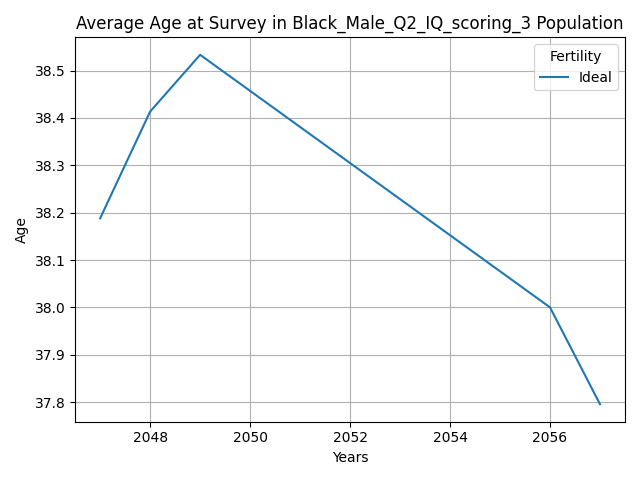 Average Age at Survey in Black_Male_Q2_IQ_scoring_3 Population
Fertility
Ideal
38.5
38.4
38.3
38.2
38.1
38.0
37.9
37.8
Age
2048 2050 2052 2054 2056
Years